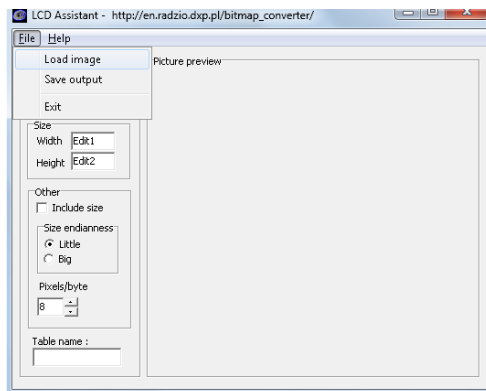 LCD Assistant - http://en.radzio.dxp.pl/bitmap_converter/
File Help
Load image
Save output
Exit
Picture preview
Size
Width Edit1
Height Edit2
Other
Include size
Size endianness
Little
Big
Pixels/byte
8
Table name :